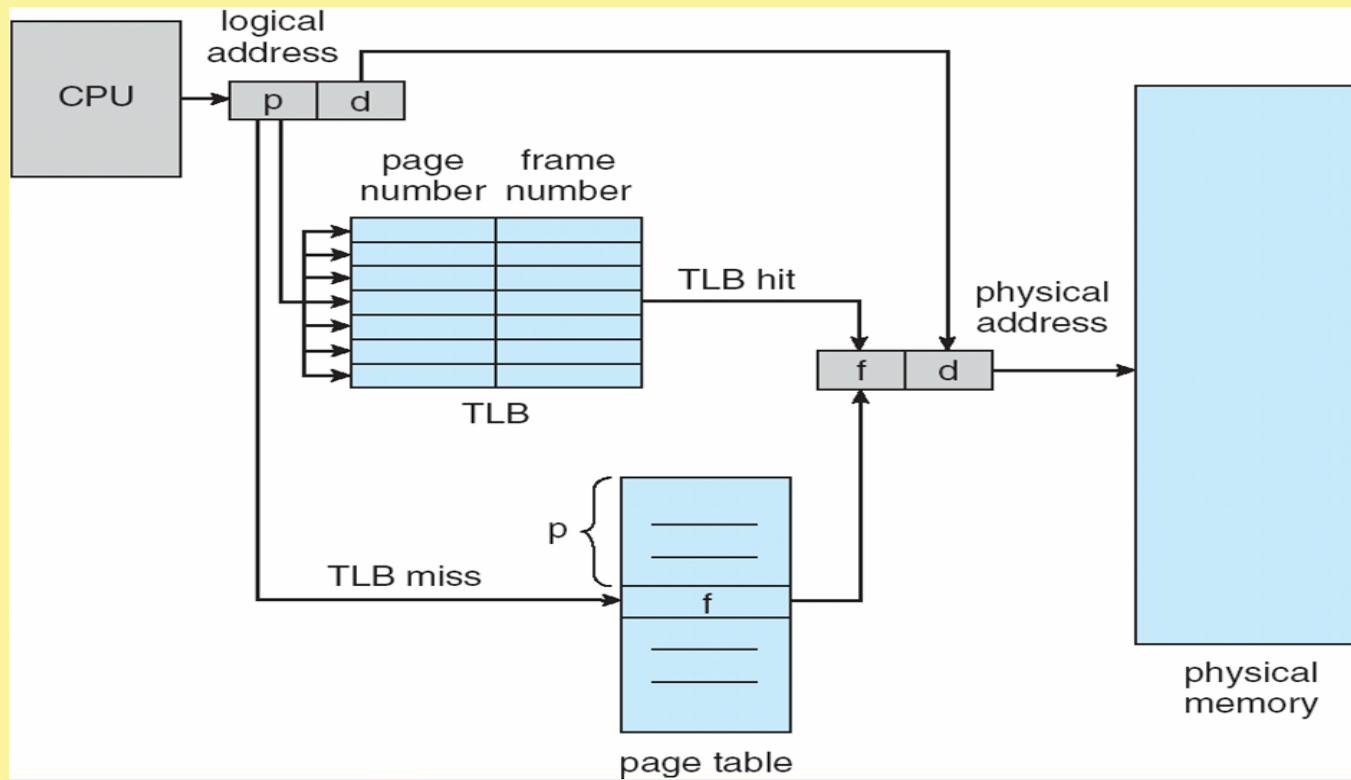 logical
address
CPU
p
d
page
number
frame
number
TLB hit
physical
address
f
d
TLB
p
TLB miss
f
physical
memory
page table